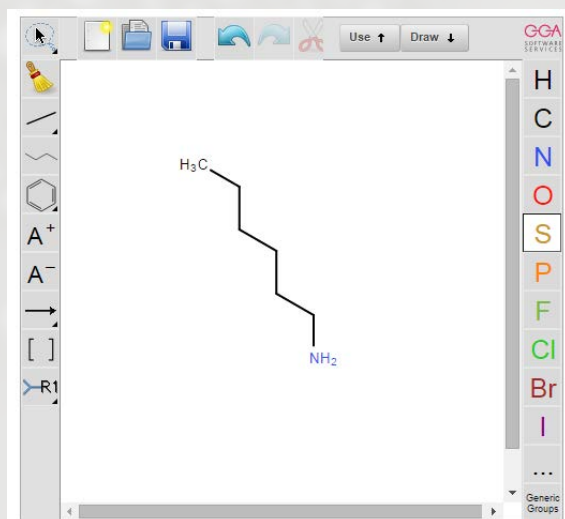 Use ↑ Draw ↓
GGA
SOFTWARE
SERVICES
H
C
N
O
S
P
F
Cl
Br
I
...
Generic
Groups
A⁺
A⁻
[ ]
R1
H₃C
NH₂